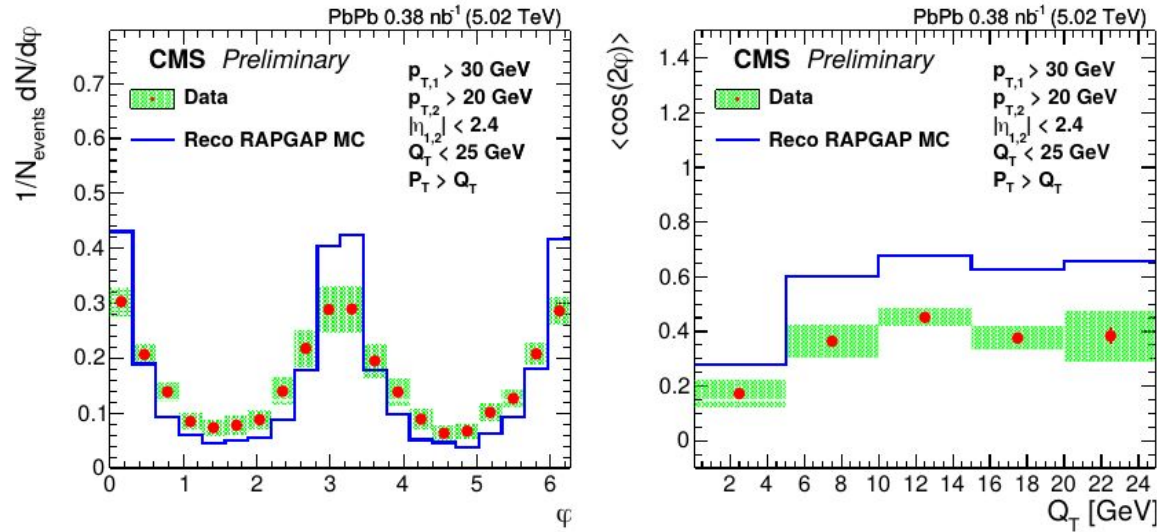 PbPb 0.38 nb⁻¹ (5.02 TeV)
CMS Preliminary
Data
Reco RAPGAP MC
p_T,1 > 30 GeV
p_T,2 > 20 GeV
|η_1,2| < 2.4
Q_T < 25 GeV
P_T > Q_T
1/N_events dN/dφ
0.7
0.6
0.5
0.4
0.3
0.2
0.1
0
0 1 2 3 4 5 6
φ
PbPb 0.38 nb⁻¹ (5.02 TeV)
CMS Preliminary
Data
Reco RAPGAP MC
p_T,1 > 30 GeV
p_T,2 > 20 GeV
|η_1,2| < 2.4
Q_T < 25 GeV
P_T > Q_T
<cos(2φ)>
1.4
1.2
1
0.8
0.6
0.4
0.2
0
2 4 6 8 10 12 14 16 18 20 22 24
Q_T [GeV]